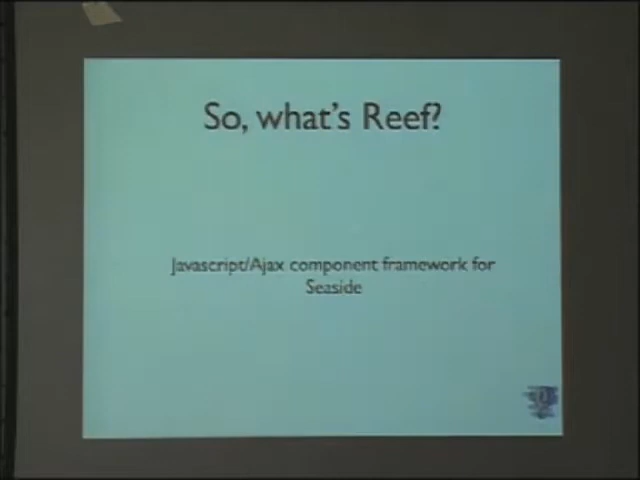 So, what's Reef?
Javascript/Ajax component framework for
Seaside